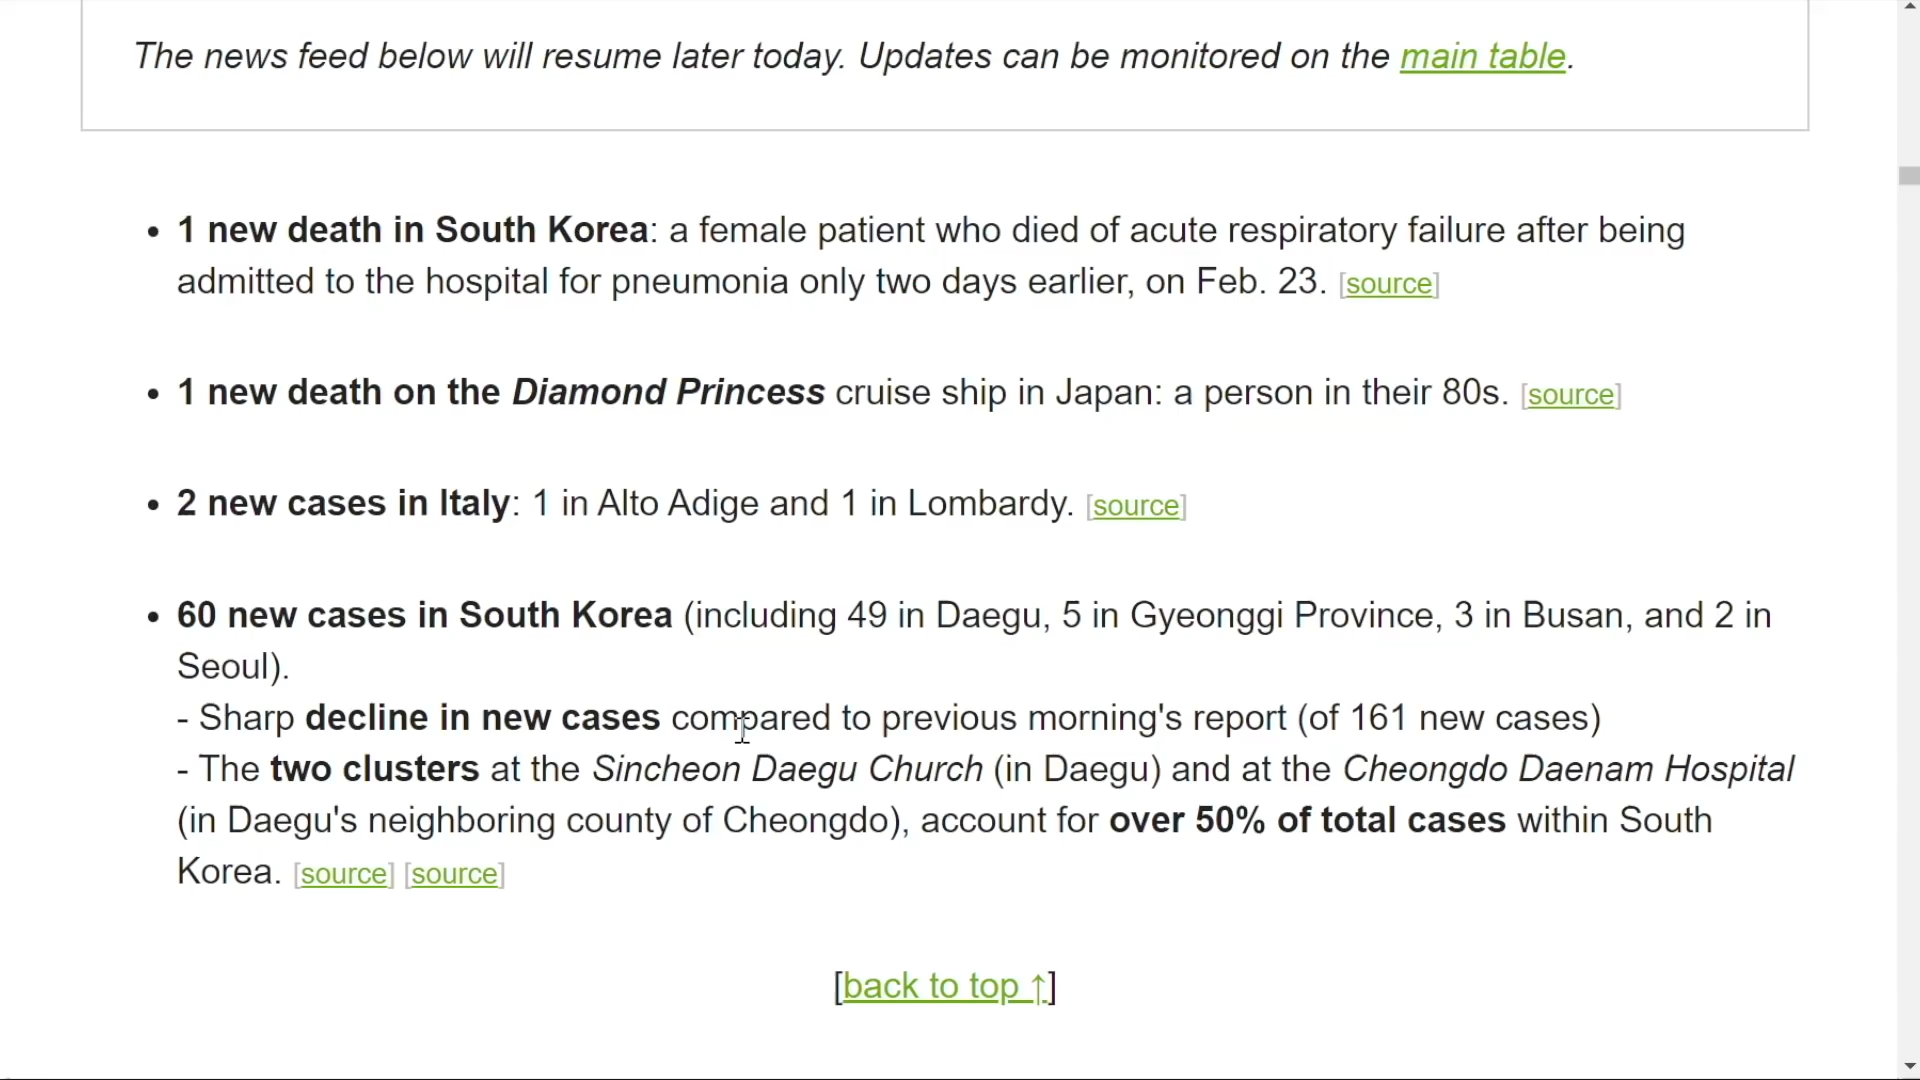 The news feed below will resume later today. Updates can be monitored on the main table.
• 1 new death in South Korea: a female patient who died of acute respiratory failure after being
admitted to the hospital for pneumonia only two days earlier, on Feb. 23. [source]
• 1 new death on the Diamond Princess cruise ship in Japan: a person in their 80s. [source]
• 2 new cases in Italy: 1 in Alto Adige and 1 in Lombardy. [source]
• 60 new cases in South Korea (including 49 in Daegu, 5 in Gyeonggi Province, 3 in Busan, and 2 in
Seoul).
- Sharp decline in new cases compared to previous morning's report (of 161 new cases)
- The two clusters at the Sincheon Daegu Church (in Daegu) and at the Cheongdo Daenam Hospital
(in Daegu's neighboring county of Cheongdo), account for over 50% of total cases within South
Korea. [source] [source]
[back to top ↑]